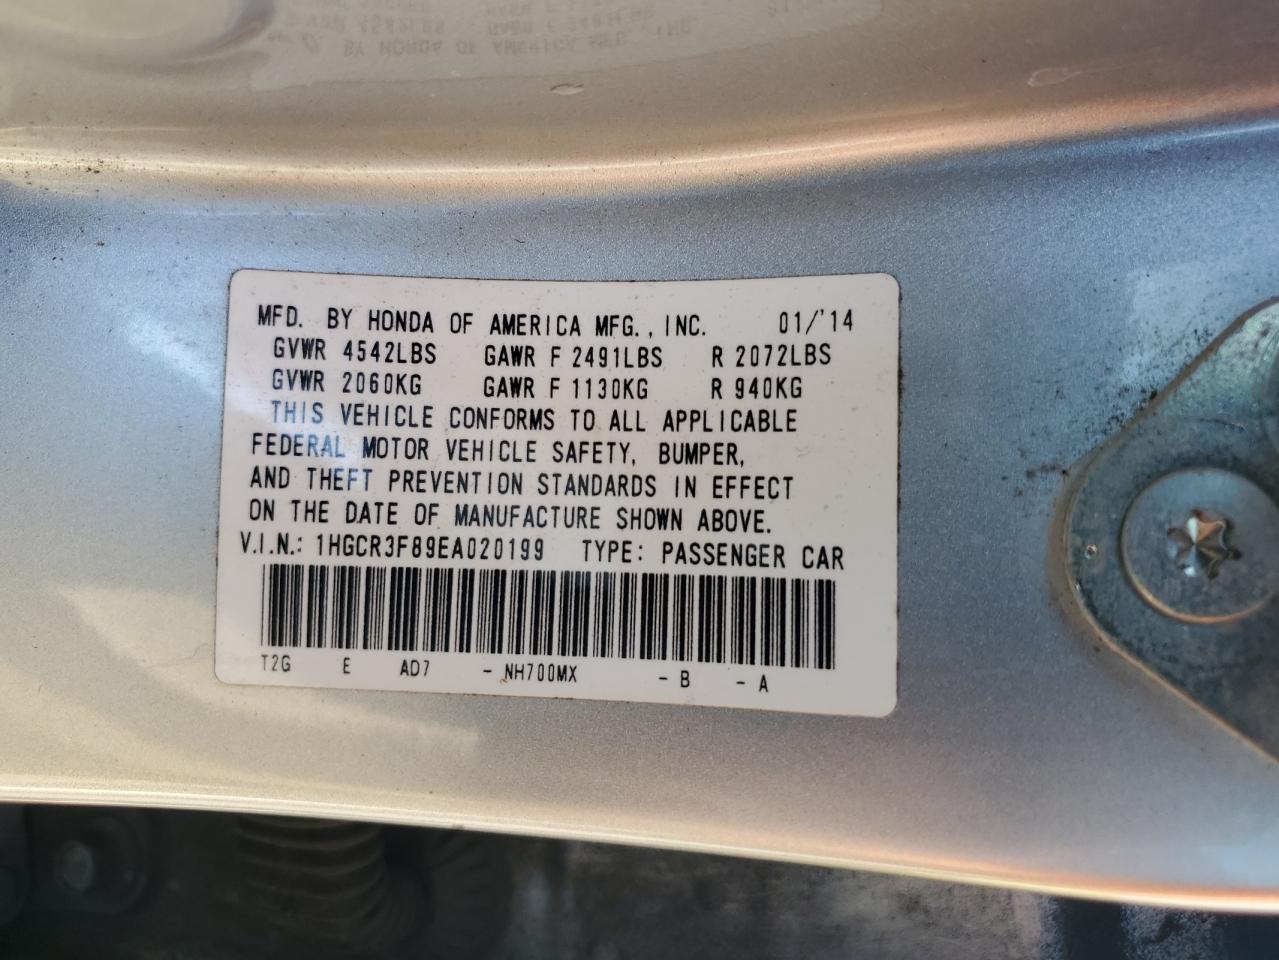 MFD. BY HONDA OF AMERICA MFG., INC. 01/'14
GVWR 4542LBS GAWR F 2491LBS R 2072LBS
GVWR 2060KG GAWR F 1130KG R 940KG
THIS VEHICLE CONFORMS TO ALL APPLICABLE
FEDERAL MOTOR VEHICLE SAFETY, BUMPER,
AND THEFT PREVENTION STANDARDS IN EFFECT
ON THE DATE OF MANUFACTURE SHOWN ABOVE.
V.I.N.: 1HGCR3F89EA020199 TYPE: PASSENGER CAR
T2G E AD7 - NH700MX - B - A